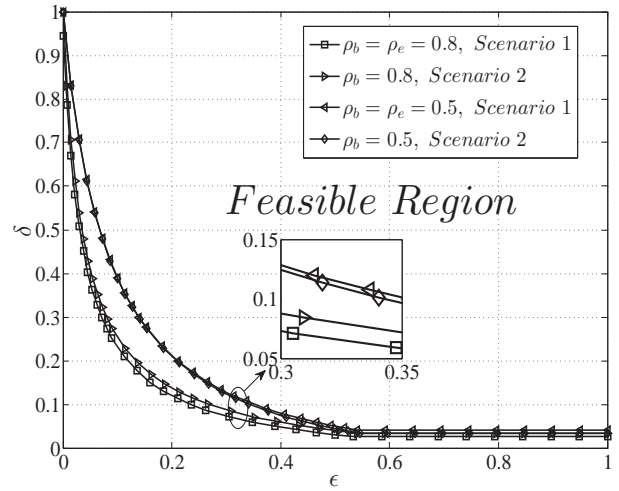 1
0.9
0.8
0.7
0.6
0.5
0.4
0.3
0.2
0.1
0
δ
ρb = ρe = 0.8, Scenario 1
ρb = 0.8, Scenario 2
ρb = ρe = 0.5, Scenario 1
ρb = 0.5, Scenario 2
Feasible Region
0.15
0.1
0.05
0.3 0.35
0 0.2 0.4 0.6 0.8 1
ϵ